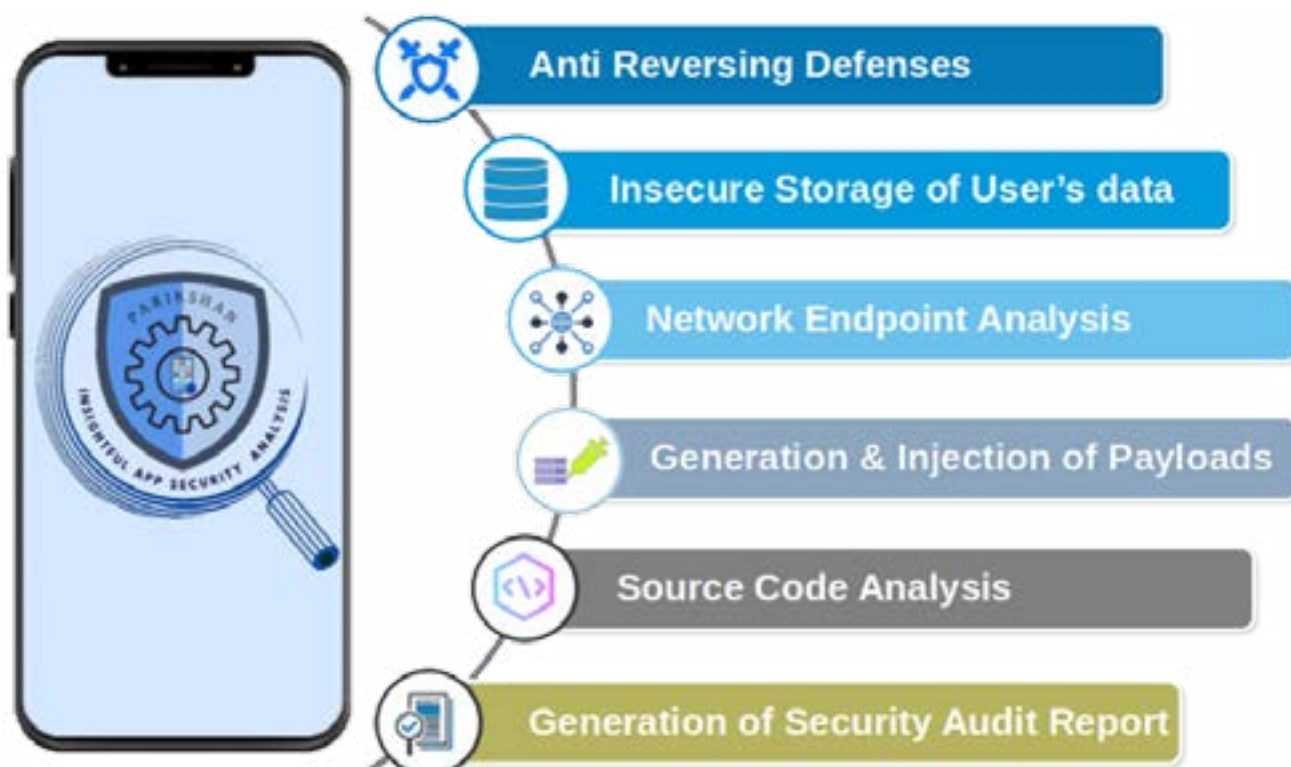 PARIKSHAN
INSIGHTFUL APP SECURITY ANALYSIS
Anti Reversing Defenses
Insecure Storage of User's data
Network Endpoint Analysis
Generation & Injection of Payloads
Source Code Analysis
Generation of Security Audit Report